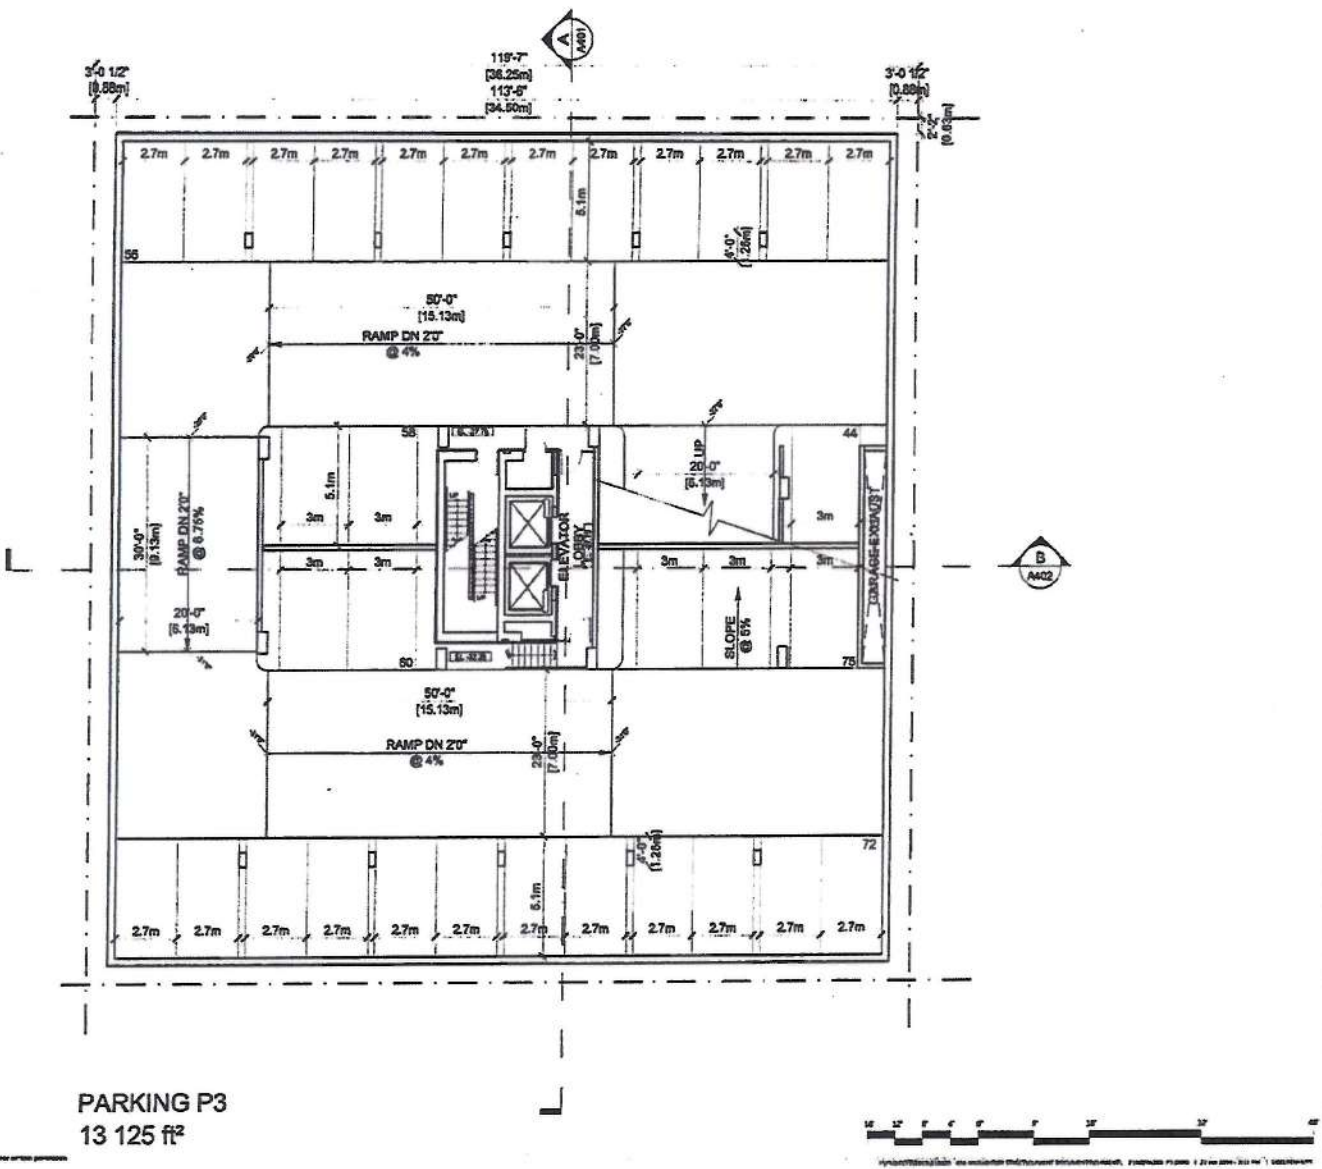 A
A401
119'-7"
[36.25m]
113'-6"
[34.50m]
3'-0 1/2"
[0.88m]
3'-0 1/2"
[0.88m]
2'-2"
[0.63m]
2.7m 2.7m 2.7m 2.7m 2.7m 2.7m 2.7m 2.7m 2.7m 2.7m 2.7m 2.7m
5.1m
4'-0"
[1.26m]
56
50'-0"
[15.13m]
RAMP DN 2'0"
@ 4%
23'-0"
[7.00m]
58
44
UP
20'-0"
[6.13m]
5.1m
3m 3m
3m
30'-0"
[9.13m]
RAMP DN 2'0"
@ 6.75%
20'-0"
[6.13m]
ELEVATOR
LOBBY
GARAGE EXHAUST
3m 3m
3m 3m 3m
B
A402
SLOPE
@ 5%
60
75
50'-0"
[15.13m]
RAMP DN 2'0"
@ 4%
23'-0"
[7.00m]
4'-0"
[1.26m]
72
5.1m
2.7m 2.7m 2.7m 2.7m 2.7m 2.7m 2.7m 2.7m 2.7m 2.7m 2.7m 2.7m
PARKING P3
13 125 ft²